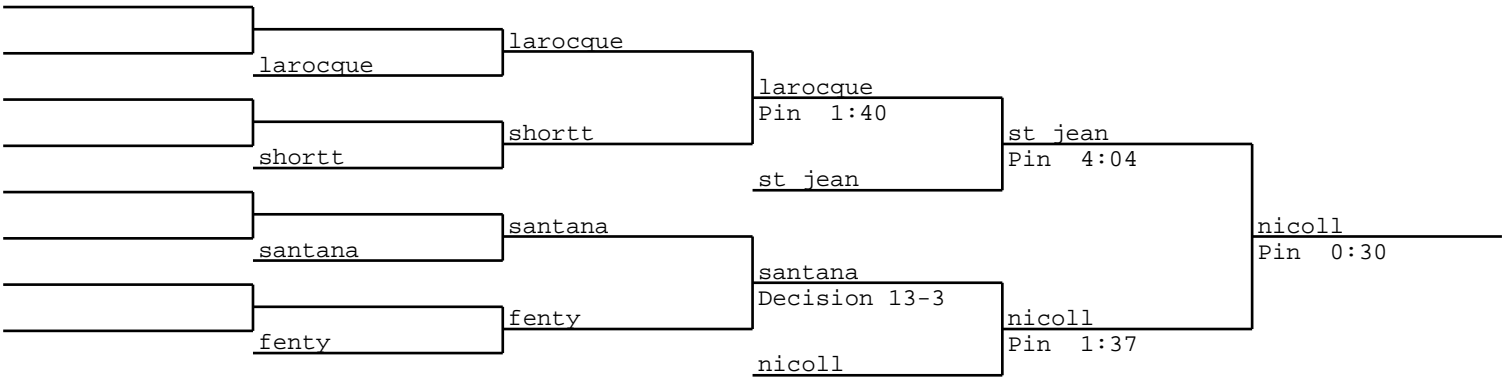 larocque
larocque
larocque
Pin 1:40
shortt
shortt
st jean
Pin 4:04
st jean
santana
santana
nicoll
Pin 0:30
santana
Decision 13-3
fenty
fenty
nicoll
Pin 1:37
nicoll